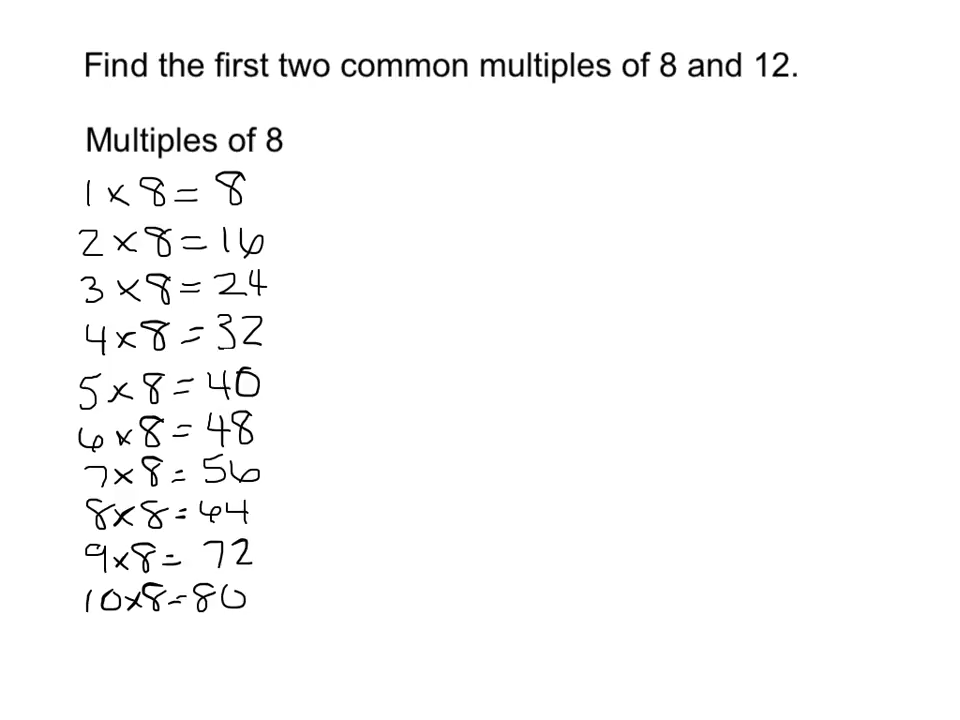 Find the first two common multiples of 8 and 12.
Multiples of 8
1 × 8 = 8
2 × 8 = 16
3 × 8 = 24
4 × 8 = 32
5 × 8 = 40
6 × 8 = 48
7 × 8 = 56
8 × 8 = 64
9 × 8 = 72
10 × 8 = 80